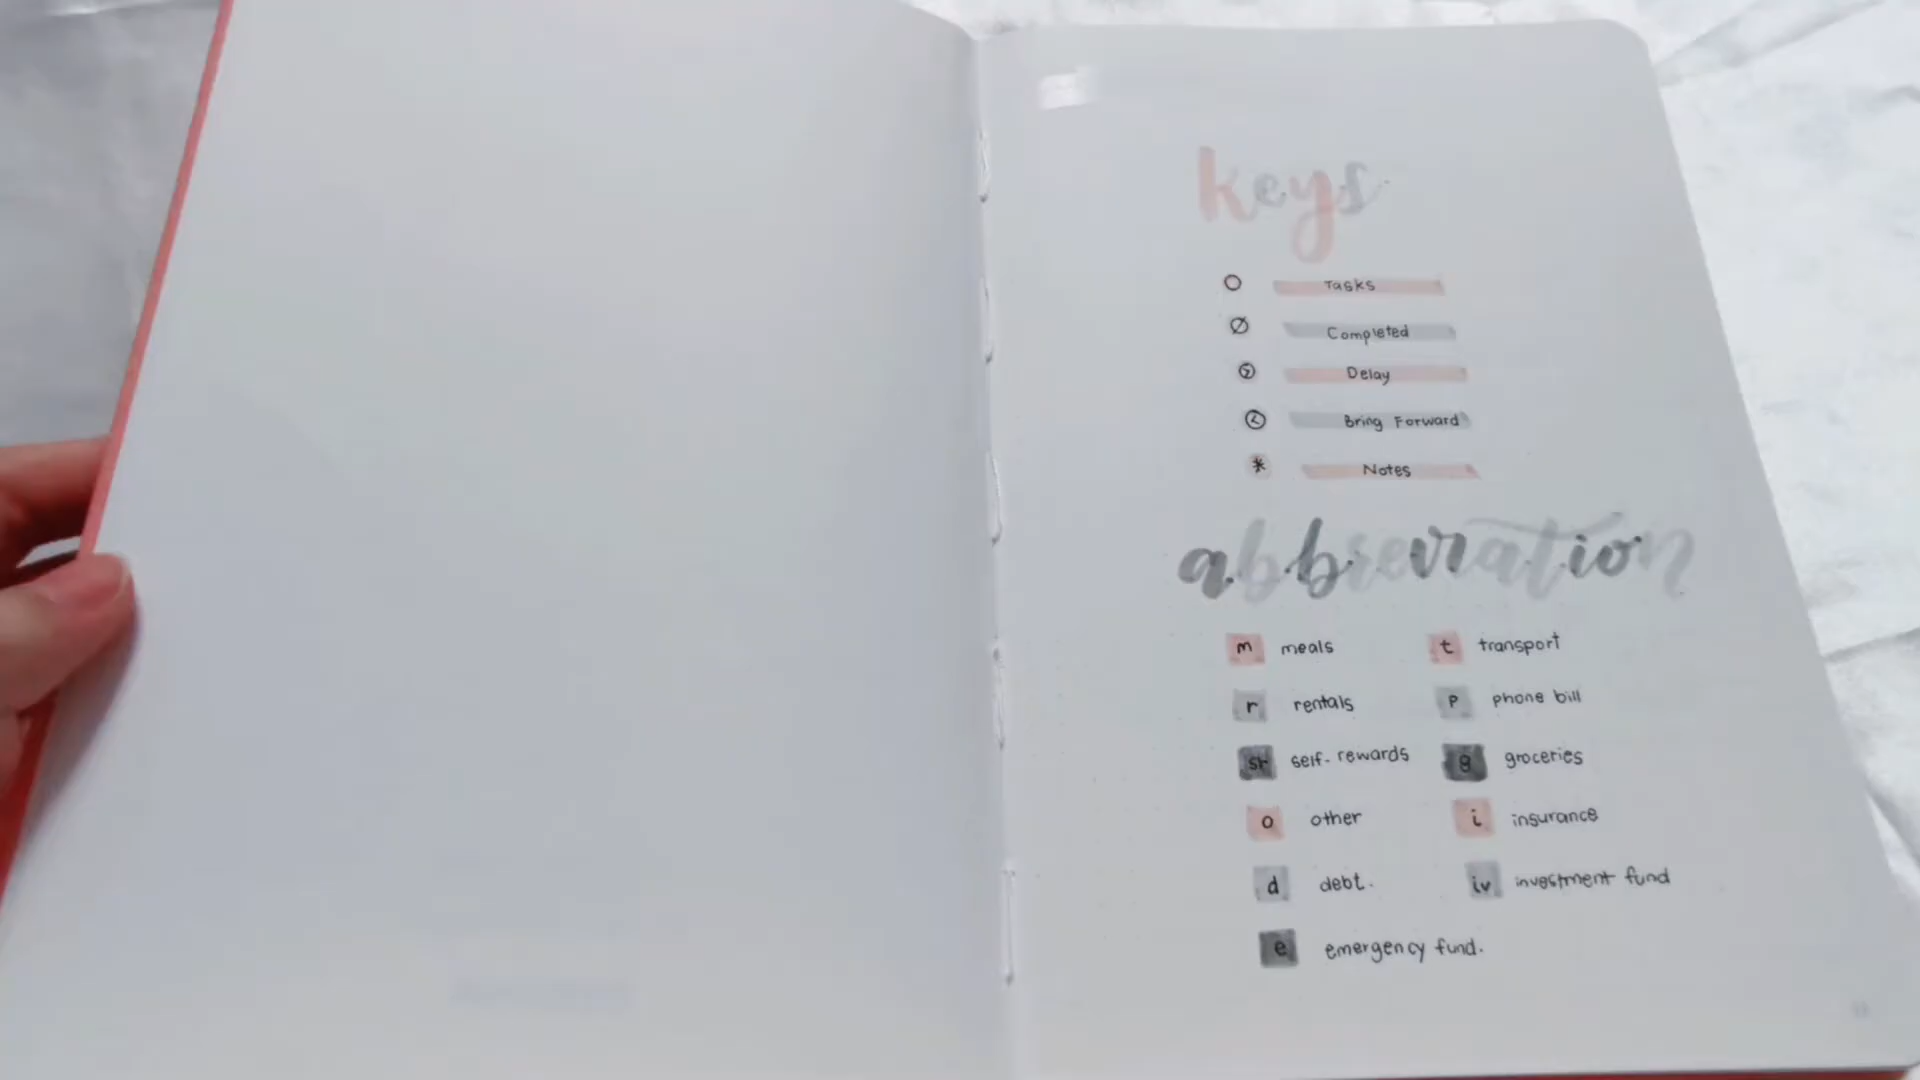 keys
Tasks
Completed
Delay
Bring Forward
* Notes
abbreviation
m meals t transport
r rentals p phone bill
sr self-rewards g groceries
o other i insurance
d debt. iv investment fund
e emergency fund.